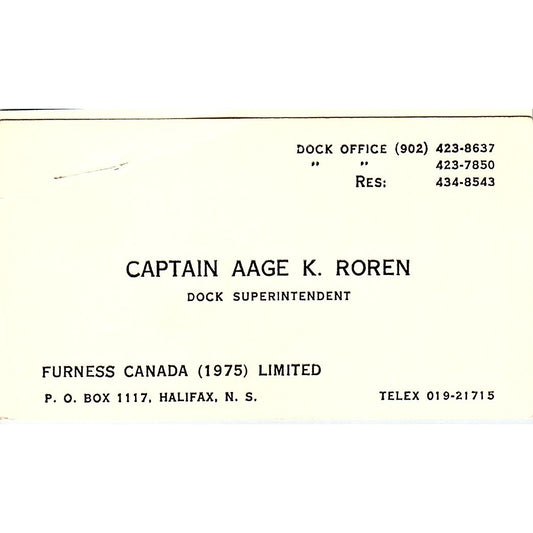 DOCK OFFICE (902) 423-8637
" " 423-7850
RES: 434-8543
CAPTAIN AAGE K. ROREN
DOCK SUPERINTENDENT
FURNESS CANADA (1975) LIMITED
P. O. BOX 1117, HALIFAX, N. S. TELEX 019-21715